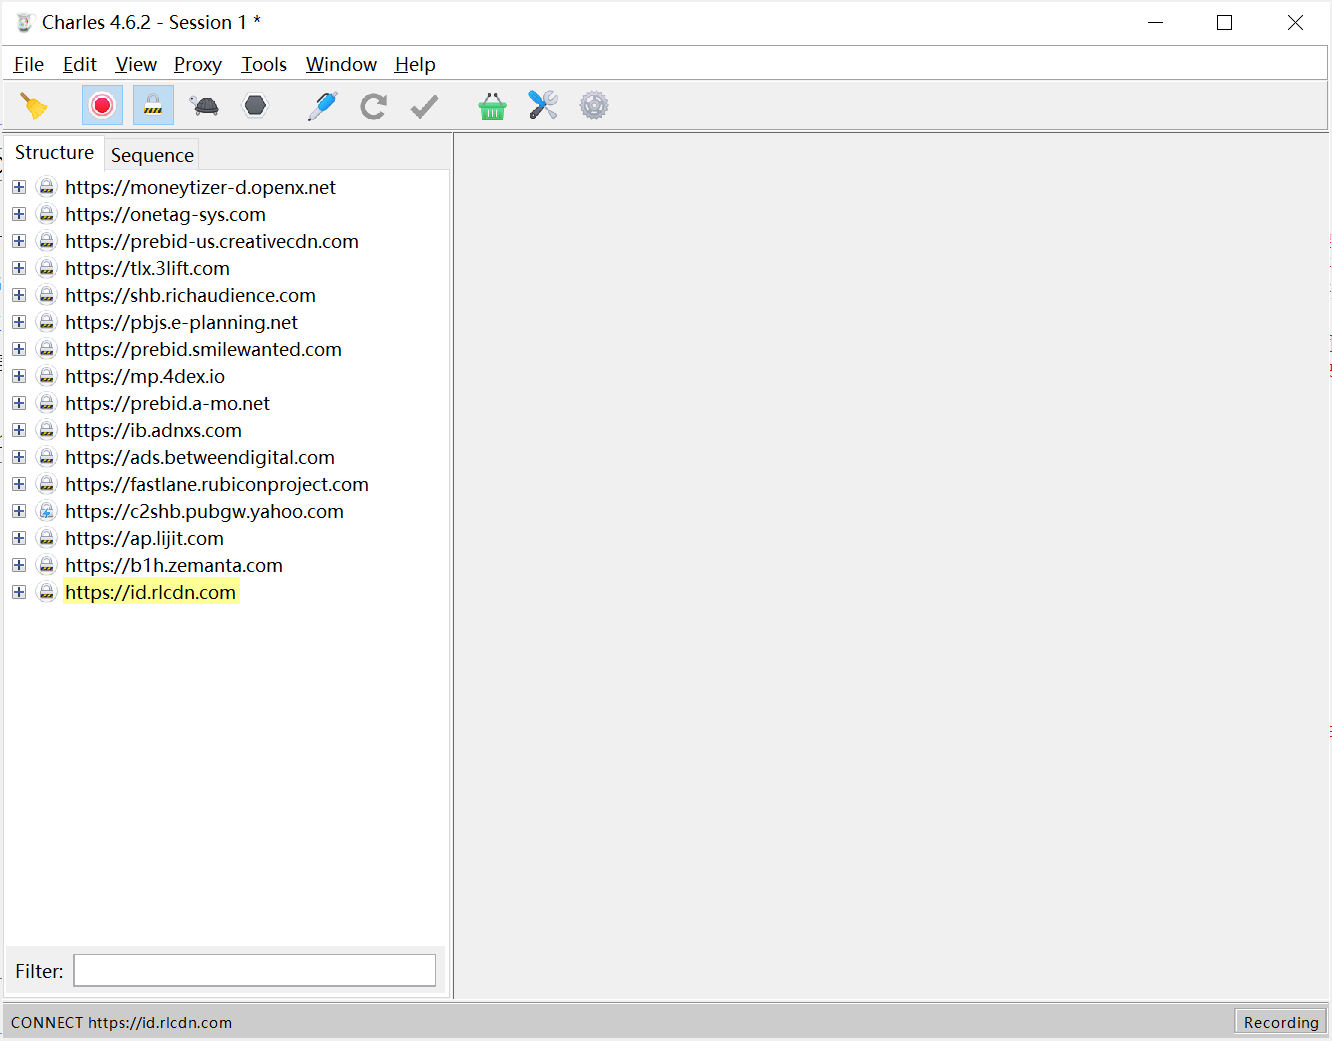 Charles 4.6.2 - Session 1 *
File Edit View Proxy Tools Window Help
Structure Sequence
https://moneytizer-d.openx.net
https://onetag-sys.com
https://prebid-us.creativecdn.com
https://tlx.3lift.com
https://shb.richaudience.com
https://pbjs.e-planning.net
https://prebid.smilewanted.com
https://mp.4dex.io
https://prebid.a-mo.net
https://ib.adnxs.com
https://ads.betweendigital.com
https://fastlane.rubiconproject.com
https://c2shb.pubgw.yahoo.com
https://ap.lijit.com
https://b1h.zemanta.com
https://id.rlcdn.com
Filter:
CONNECT https://id.rlcdn.com
Recording